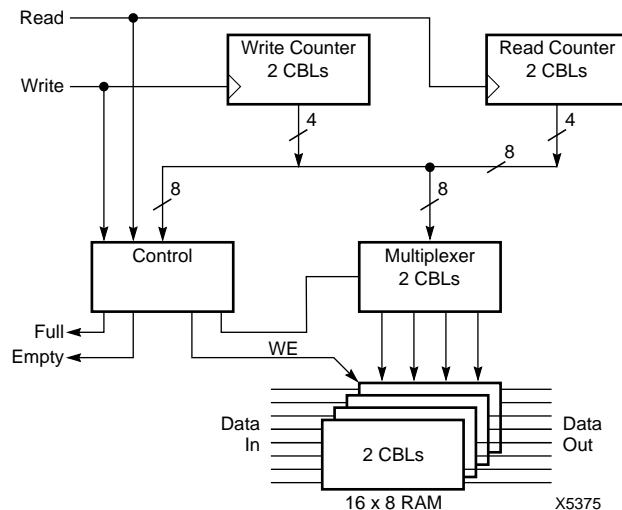 Read
Write Counter
2 CBLs
Read Counter
2 CBLs
Write
4
4
8
8
8
Control
Multiplexer
2 CBLs
Full
Empty
WE
Data
In
Data
Out
2 CBLs
16 x 8 RAM
X5375